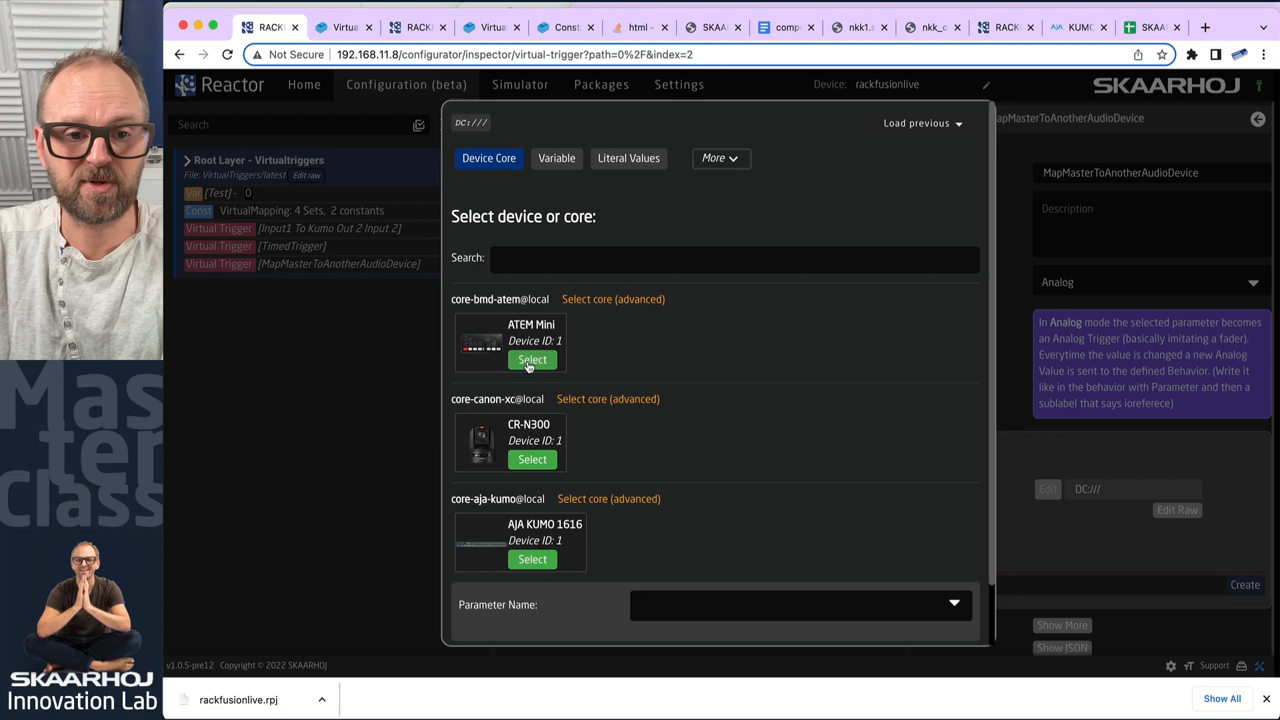 RACK
Virtua
RACK
Virtua
Consta
html -
SKAA
comp
nkk1.s
nkk_o
RAC
AJA
KUMO
SKAA
Not Secure
192.168.11.8/configurator/inspector/virtual-trigger?path=0%2F&index=2
Reactor
Home
Configuration (beta)
Simulator
Packages
Settings
Device:
rackfusionlive
SKAARHOJ
Search
Root Layer - Virtualtriggers
File: VirtualTriggers/latest
Edit raw
Var [Test] - 0
Const VirtualMapping: 4 Sets, 2 constants
Virtual Trigger [Input1 To Kumo Out 2 Input 2]
Virtual Trigger [TimedTrigger]
Virtual Trigger [MapMasterToAnotherAudioDevice]
DC:///
Load previous
Device Core
Variable
Literal Values
More
Select device or core:
Search:
core-bmd-atem@local
Select core (advanced)
ATEM Mini
Device ID: 1
Select
core-canon-xc@local
Select core (advanced)
CR-N300
Device ID: 1
Select
core-aja-kumo@local
Select core (advanced)
AJA KUMO 1616
Device ID: 1
Select
Parameter Name:
apMasterToAnotherAudioDevice
MapMasterToAnotherAudioDevice
Description
Analog
In Analog mode the selected parameter becomes
an Analog Trigger (basically imitating a fader).
Everytime the value is changed a new Analog
Value is sent to the defined Behavior. (Write it
like in the behavior with Parameter and then a
sublabel that says ioreferece)
Edit
DC:///
Edit Raw
Create
Show More
Show JSON
v1.0.5-pre12 Copyright © 2022 SKAARHOJ
Support
rackfusionlive.rpj
Show All
Mas
ter
Class
SKAARHOJ
Innovation Lab